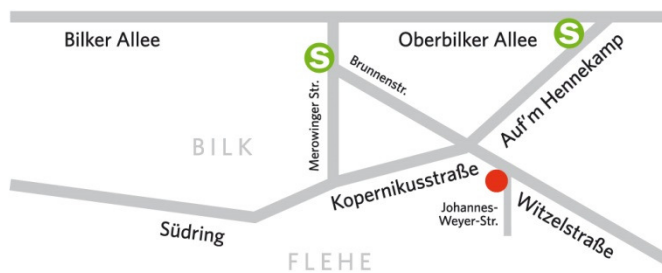 Bilker Allee
Oberbilker Allee
S
S
Brunnenstr.
Auf'm Hennekamp
Merowinger Str.
BILK
Kopernikusstraße
Johannes-
Weyer-Str.
Witzelstraße
Südring
FLEHE